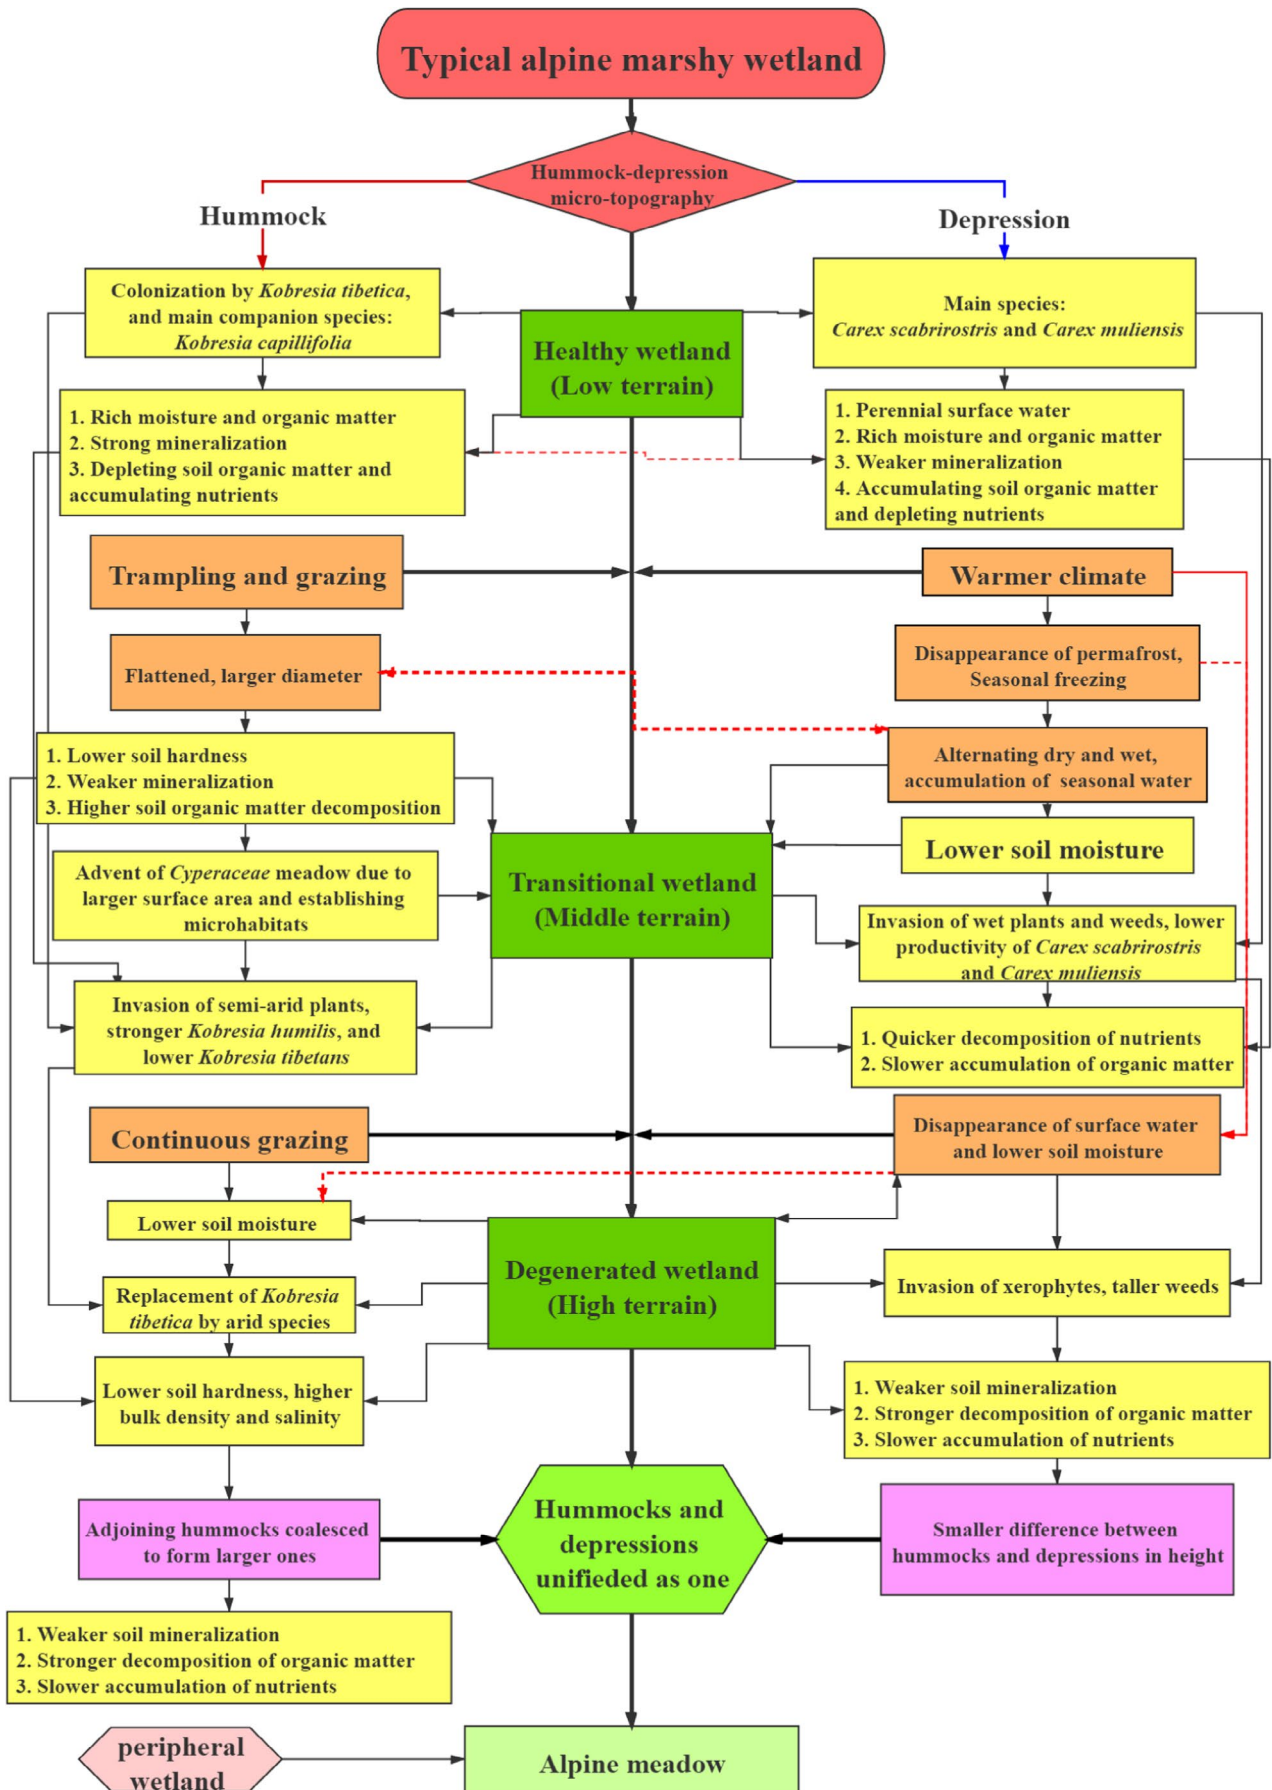 Typical alpine marshy wetland
Hummock-depression
micro-topography
Hummock
Depression
Colonization by Kobresia tibetica,
and main companion species:
Kobresia capillifolia
Main species:
Carex scabrirostris and Carex muliensis
Healthy wetland
(Low terrain)
1. Rich moisture and organic matter
2. Strong mineralization
3. Depleting soil organic matter and
accumulating nutrients
1. Perennial surface water
2. Rich moisture and organic matter
3. Weaker mineralization
4. Accumulating soil organic matter
and depleting nutrients
Trampling and grazing
Warmer climate
Flattened, larger diameter
Disappearance of permafrost,
Seasonal freezing
1. Lower soil hardness
2. Weaker mineralization
3. Higher soil organic matter decomposition
Alternating dry and wet,
accumulation of seasonal water
Lower soil moisture
Advent of Cyperaceae meadow due to
larger surface area and establishing
microhabitats
Transitional wetland
(Middle terrain)
Invasion of wet plants and weeds, lower
productivity of Carex scabrirostris
and Carex muliensis
Invasion of semi-arid plants,
stronger Kobresia humilis, and
lower Kobresia tibetans
1. Quicker decomposition of nutrients
2. Slower accumulation of organic matter
Continuous grazing
Disappearance of surface water
and lower soil moisture
Lower soil moisture
Degenerated wetland
(High terrain)
Replacement of Kobresia
tibetica by arid species
Invasion of xerophytes, taller weeds
Lower soil hardness, higher
bulk density and salinity
1. Weaker soil mineralization
2. Stronger decomposition of organic matter
3. Slower accumulation of nutrients
Adjoining hummocks coalesced
to form larger ones
Hummocks and
depressions
unifieded as one
Smaller difference between
hummocks and depressions in height
1. Weaker soil mineralization
2. Stronger decomposition of organic matter
3. Slower accumulation of nutrients
peripheral
wetland
Alpine meadow